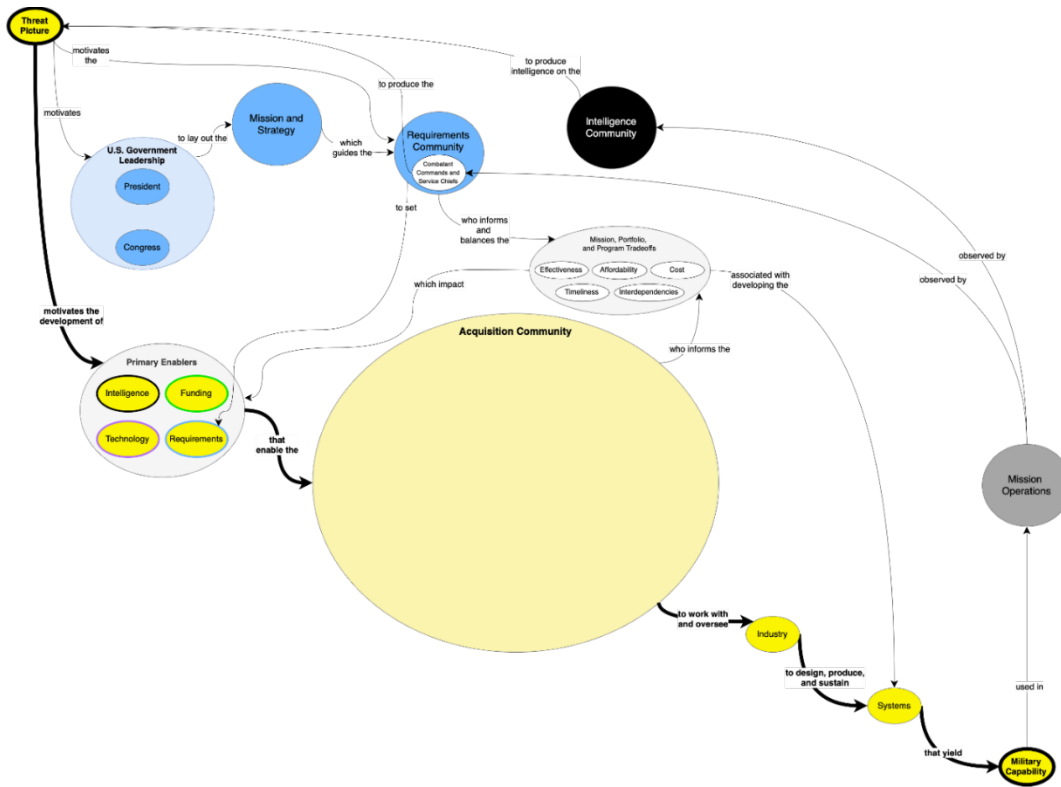 Threat
Picture
motivates
the
to produce the
to produce
intelligence on the
motivates
to lay out the
Mission and
Strategy
which
guides the
Requirements
Community
Combatant
Commands and
Service Chiefs
Intelligence
Community
U.S. Government
Leadership
President
Congress
to set
who informs
and
balances the
Mission, Portfolio,
and Program Tradeoffs
Effectiveness
Affordability
Cost
Timeliness
Interdependencies
which impact
associated with
developing the
observed by
observed by
motivates the
development of
Acquisition Community
who informs the
Primary Enablers
Intelligence
Funding
Technology
Requirements
that
enable the
Mission
Operations
to work with
and oversee
Industry
to design, produce,
and sustain
Systems
used in
that yield
Military
Capability